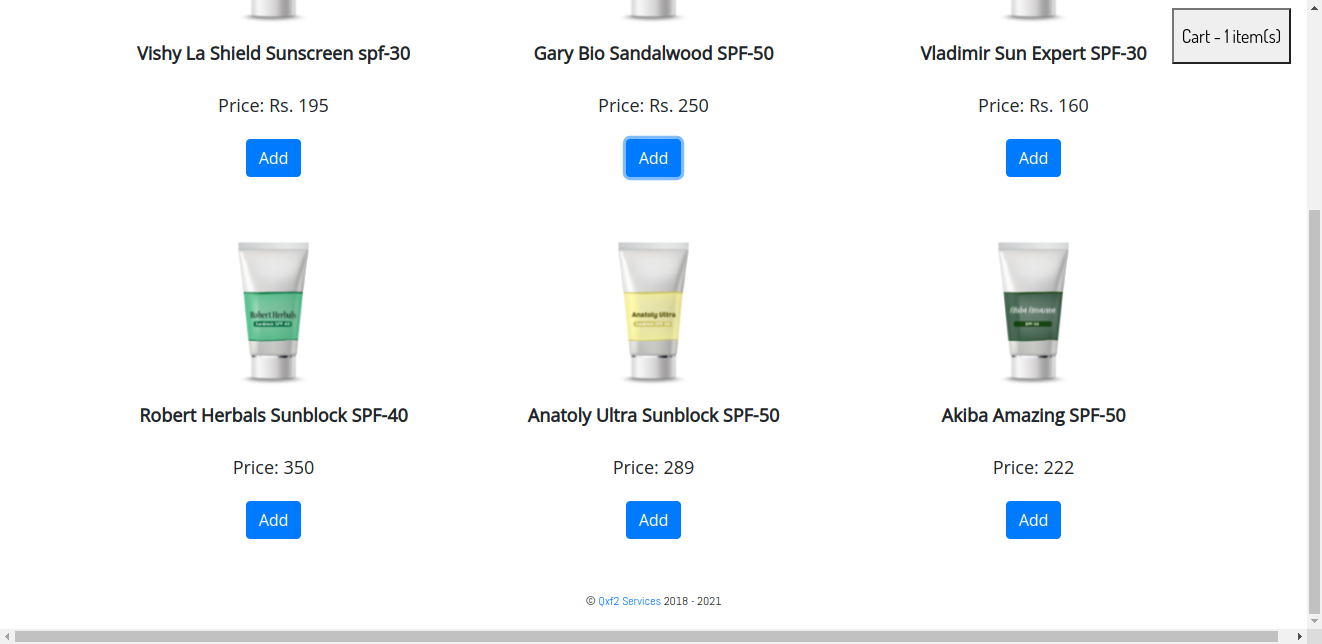 Cart - 1 item(s)
Vishy La Shield Sunscreen spf-30
Gary Bio Sandalwood SPF-50
Vladimir Sun Expert SPF-30
Price: Rs. 195
Price: Rs. 250
Price: Rs. 160
Add
Add
Add
Robert Herbals
Sunblock SPF-40
Anatoly Ultra
Sunblock SPF-50
Akiba Amazing
SPF-50
Robert Herbals Sunblock SPF-40
Anatoly Ultra Sunblock SPF-50
Akiba Amazing SPF-50
Price: 350
Price: 289
Price: 222
Add
Add
Add
© Qxf2 Services 2018 - 2021